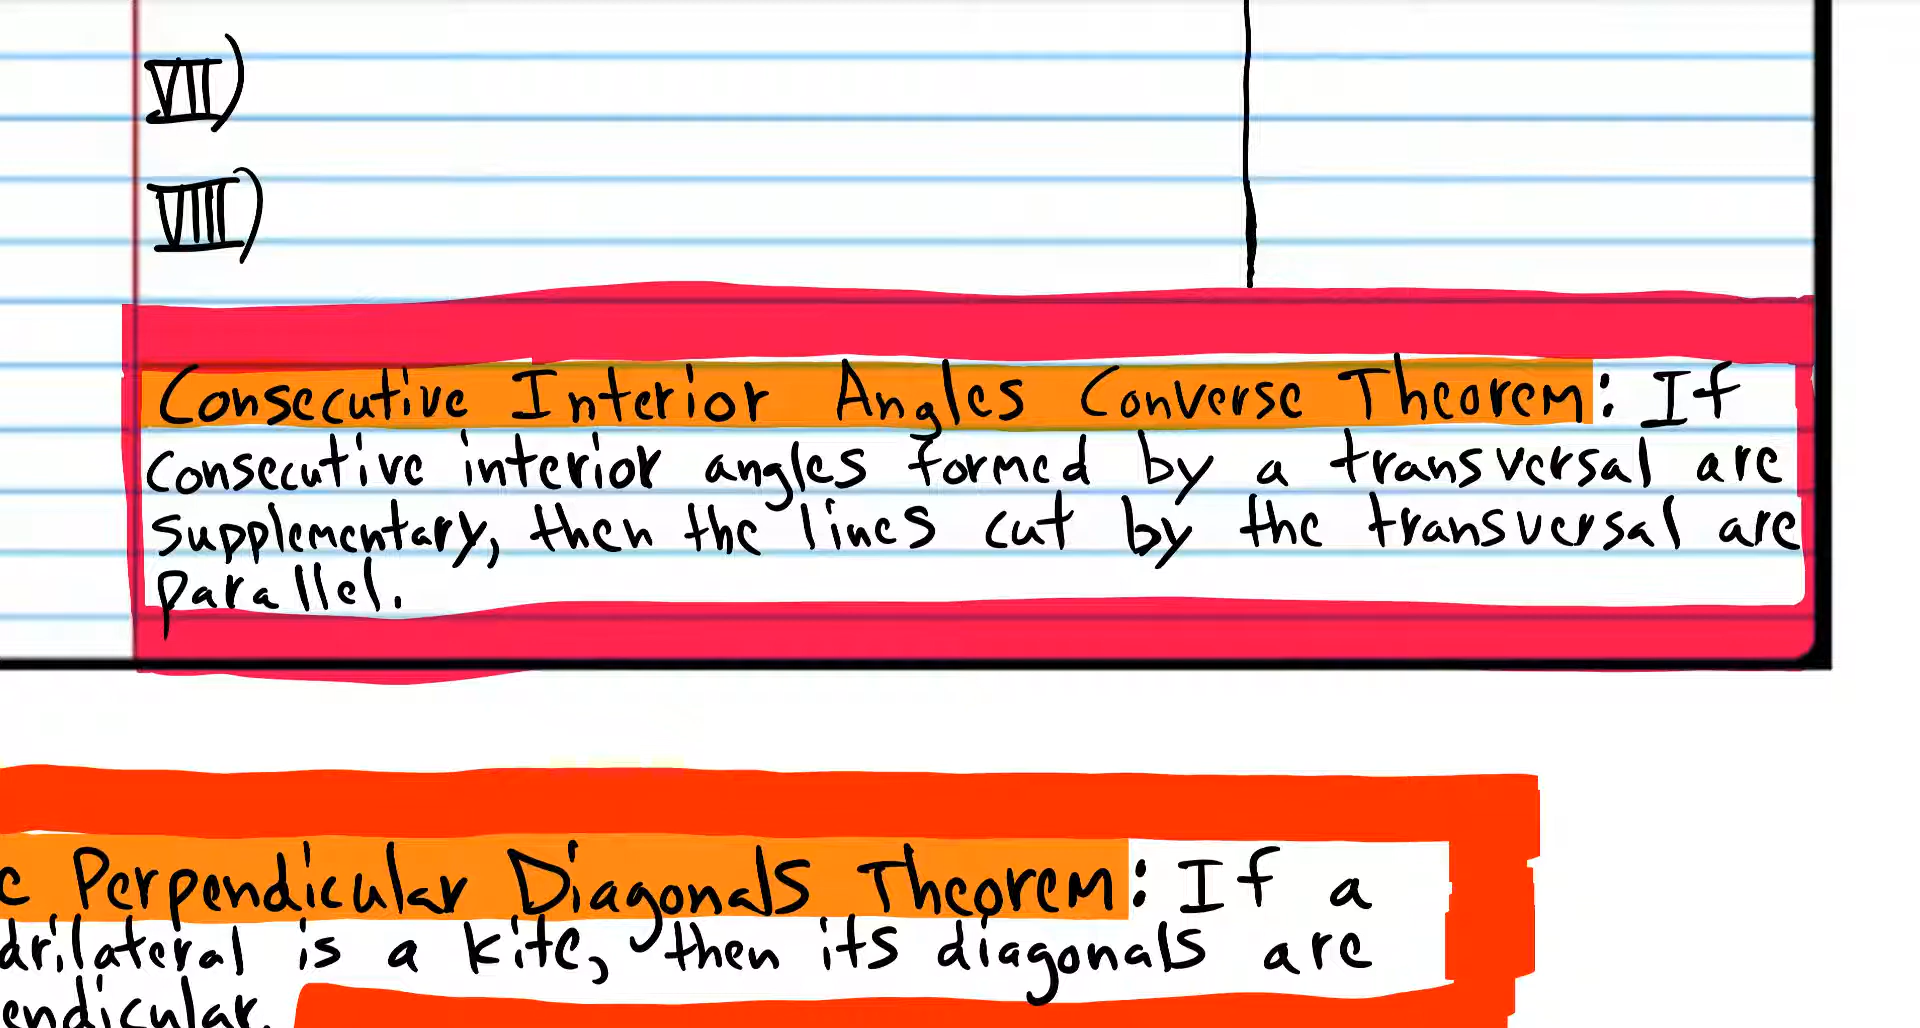 VII)
VIII)
Consecutive Interior Angles Converse Theorem: If
consecutive interior angles formed by a transversal are
supplementary, then the lines cut by the transversal are
parallel.
Perpendicular Diagonals Theorem: If a
is a kite, then its diagonals are